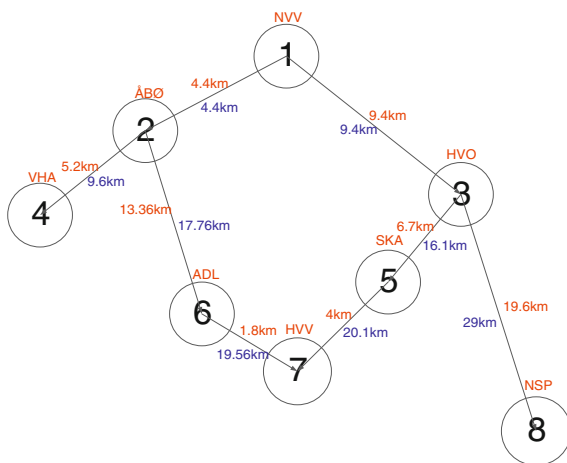 NVV
1
4.4km
4.4km
9.4km
9.4km
ÅBØ
2
5.2km
9.6km
VHA
4
HVO
3
13.36km
17.76km
6.7km
16.1km
SKA
5
ADL
6
19.6km
29km
4km
20.1km
1.8km
19.56km
HVV
7
NSP
8